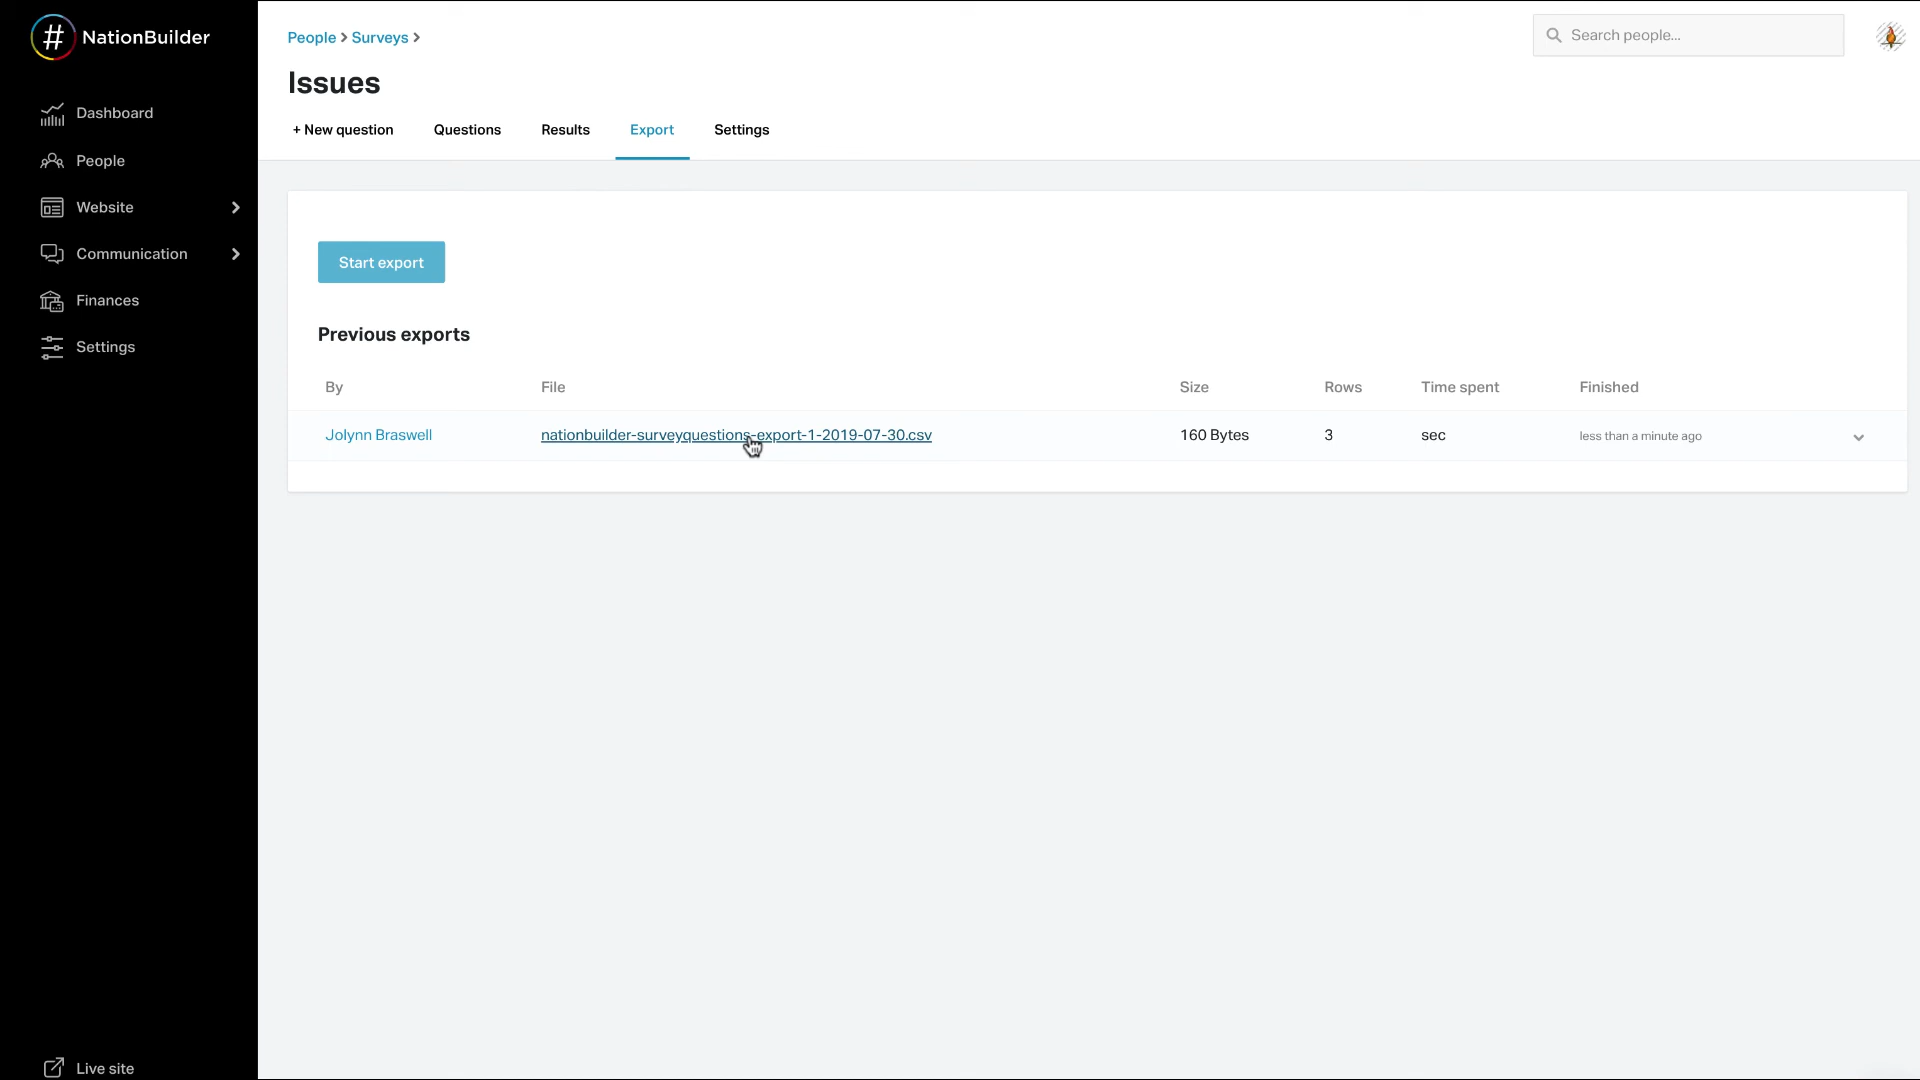 # NationBuilder
People > Surveys >
Search people...
Issues
+ New question Questions Results Export Settings
Dashboard
People
Website
Communication
Finances
Settings
Start export
Previous exports
By File Size Rows Time spent Finished
Jolynn Braswell nationbuilder-surveyquestions-export-1-2019-07-30.csv 160 Bytes 3 sec less than a minute ago
Live site